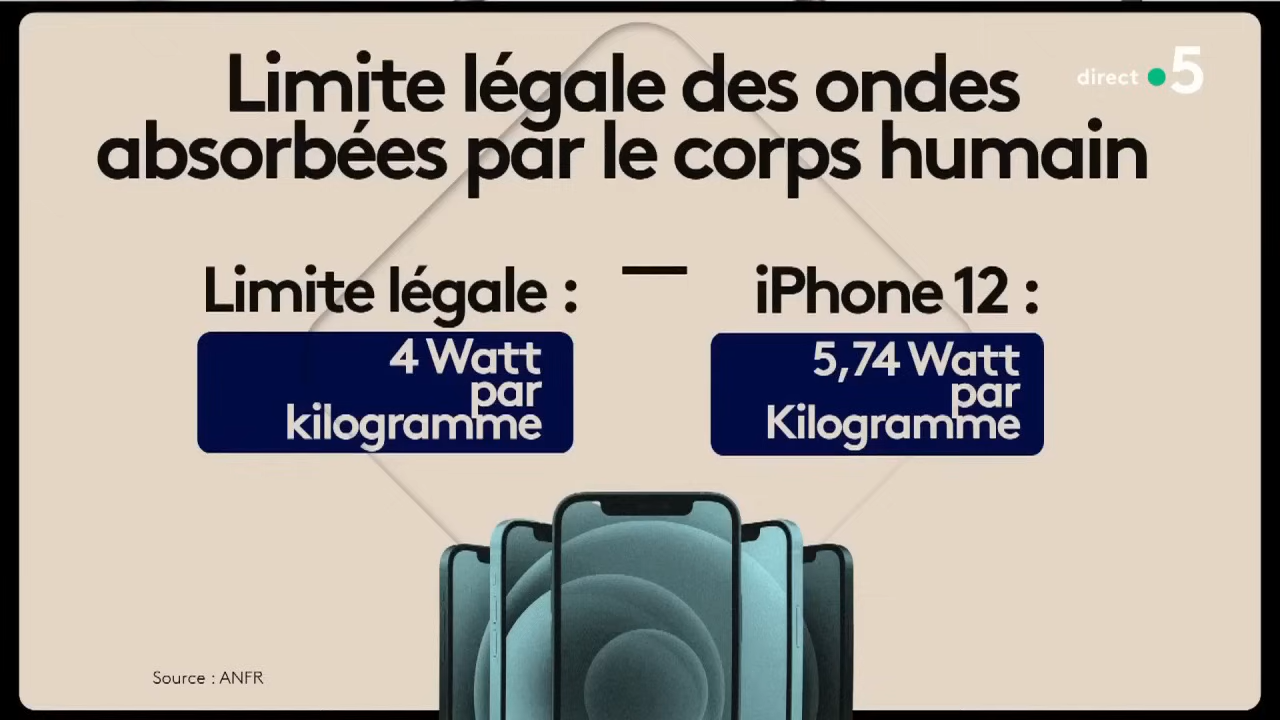 Limite légale des ondes
absorbées par le corps humain
direct 5
Limite légale :
4 Watt
par
kilogramme
iPhone 12 :
5,74 Watt
par
Kilogramme
Source : ANFR